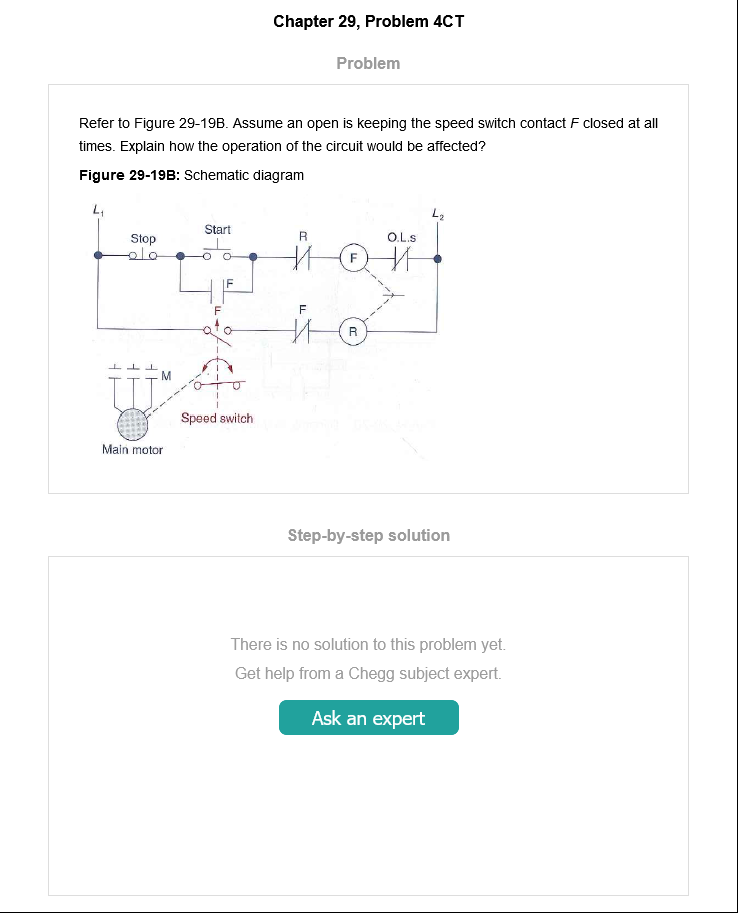 Chapter 29, Problem 4CT
Problem
Refer to Figure 29-19B. Assume an open is keeping the speed switch contact F closed at all
times. Explain how the operation of the circuit would be affected?
Figure 29-19B: Schematic diagram
L1
L2
Stop
Start
R
O.L.s
F
F
F
F
R
M
Speed switch
Main motor
Step-by-step solution
There is no solution to this problem yet.
Get help from a Chegg subject expert.
Ask an expert